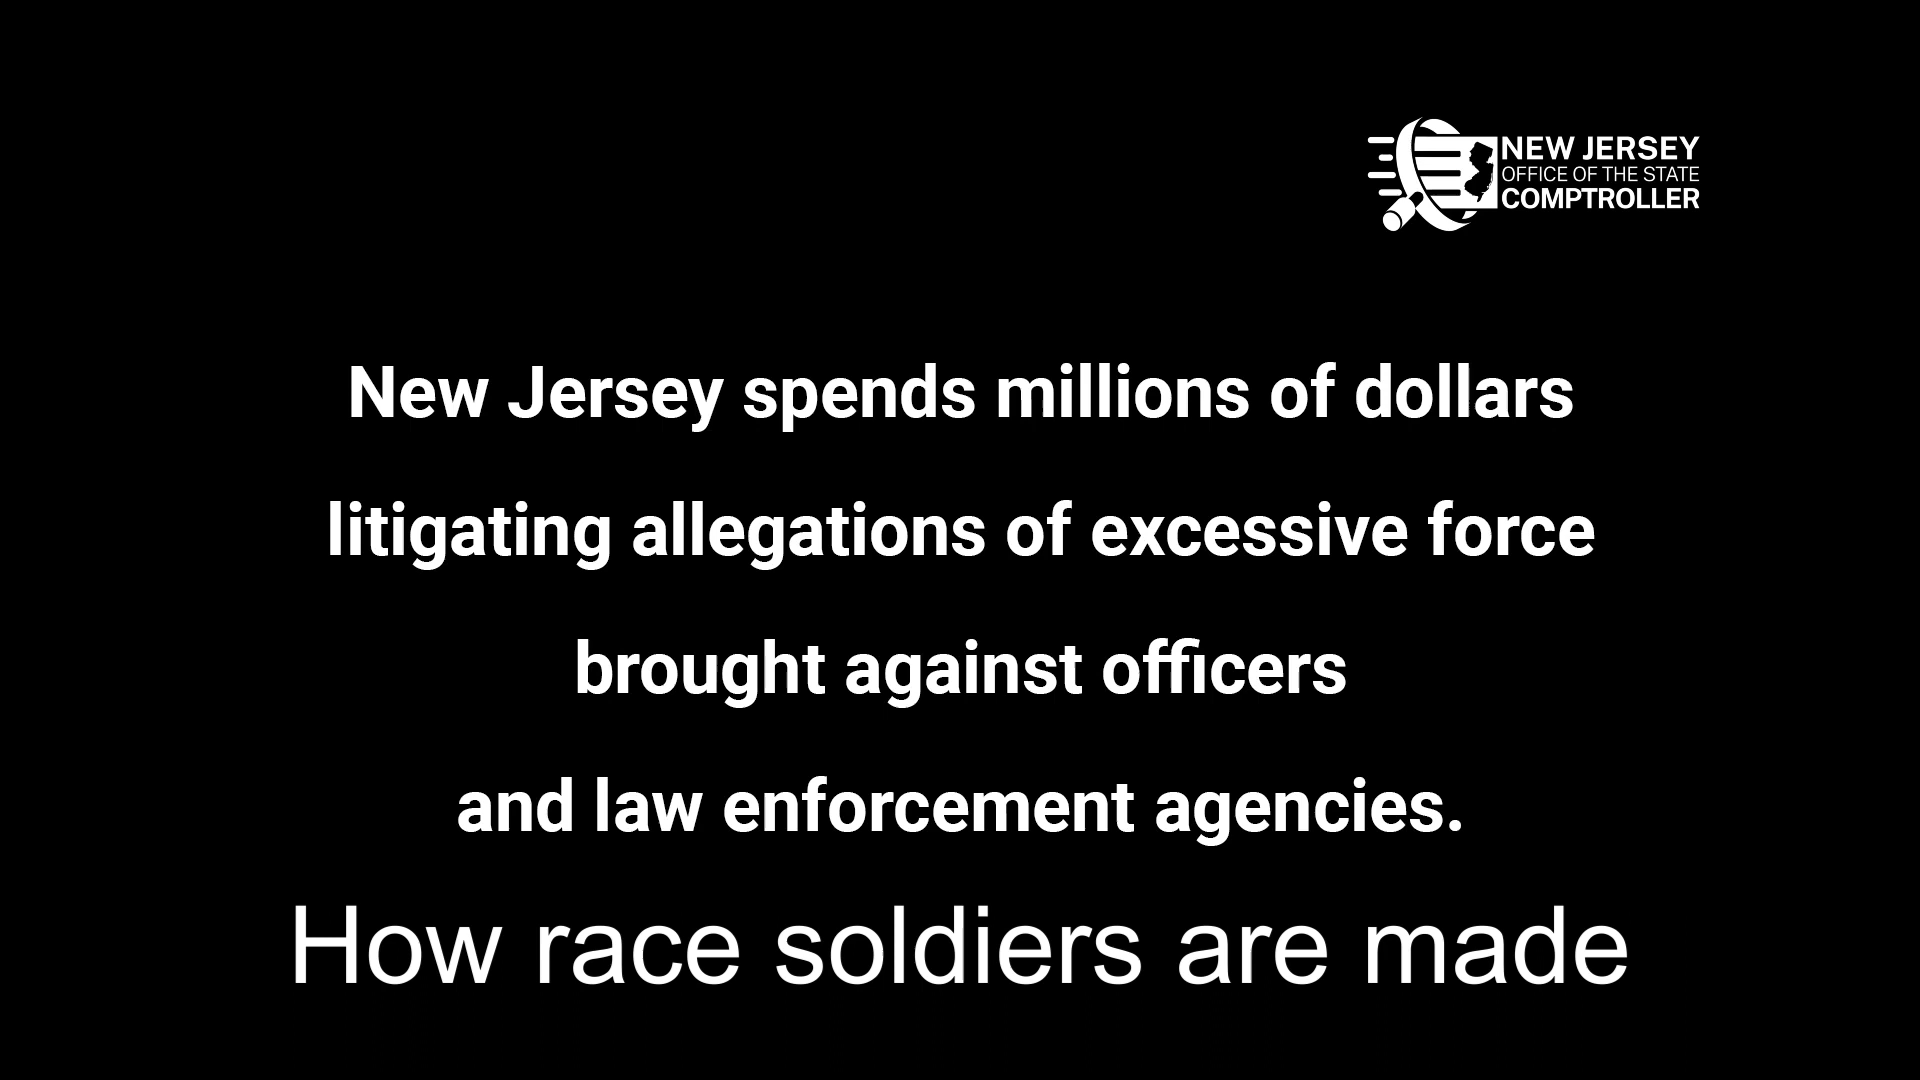 NEW JERSEY
OFFICE OF THE STATE
COMPTROLLER
New Jersey spends millions of dollars
litigating allegations of excessive force
brought against officers
and law enforcement agencies.
How race soldiers are made